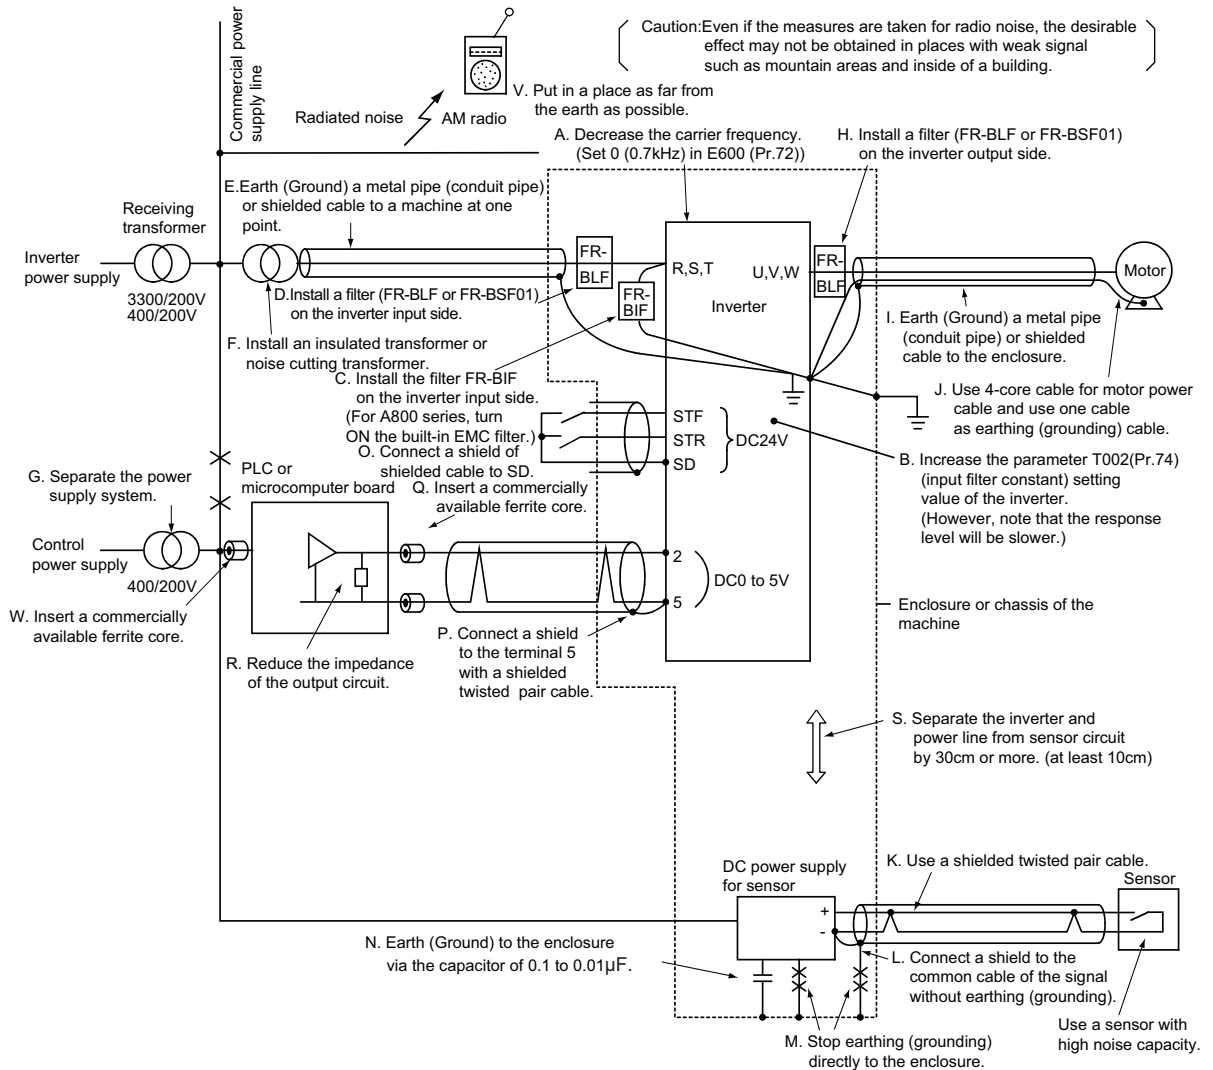 Commercial power
supply line
Caution:Even if the measures are taken for radio noise, the desirable
effect may not be obtained in places with weak signal
such as mountain areas and inside of a building.
V. Put in a place as far from
the earth as possible.
Radiated noise
AM radio
A. Decrease the carrier frequency.
(Set 0 (0.7kHz) in E600 (Pr.72))
H. Install a filter (FR-BLF or FR-BSF01)
on the inverter output side.
E.Earth (Ground) a metal pipe (conduit pipe)
or shielded cable to a machine at one
point.
Receiving
transformer
Inverter
power supply
3300/200V
400/200V
FR-
BLF
R,S,T
U,V,W
FR-
BLF
Motor
D.Install a filter (FR-BLF or FR-BSF01)
on the inverter input side.
FR-
BIF
Inverter
F. Install an insulated transformer or
noise cutting transformer.
I. Earth (Ground) a metal pipe
(conduit pipe) or shielded
cable to the enclosure.
C. Install the filter FR-BIF
on the inverter input side.
(For A800 series, turn
ON the built-in EMC filter.)
J. Use 4-core cable for motor power
cable and use one cable
as earthing (grounding) cable.
STF
STR
SD
DC24V
O. Connect a shield of
shielded cable to SD.
B. Increase the parameter T002(Pr.74)
(input filter constant) setting
value of the inverter.
(However, note that the response
level will be slower.)
G. Separate the power
supply system.
PLC or
microcomputer board
Q. Insert a commercially
available ferrite core.
Control
power supply
400/200V
2
DC0 to 5V
5
W. Insert a commercially
available ferrite core.
Enclosure or chassis of the
machine
P. Connect a shield
to the terminal 5
with a shielded
twisted pair cable.
R. Reduce the impedance
of the output circuit.
S. Separate the inverter and
power line from sensor circuit
by 30cm or more. (at least 10cm)
DC power supply
for sensor
K. Use a shielded twisted pair cable.
Sensor
+
-
N. Earth (Ground) to the enclosure
via the capacitor of 0.1 to 0.01μF.
L. Connect a shield to the
common cable of the signal
without earthing (grounding).
M. Stop earthing (grounding)
directly to the enclosure.
Use a sensor with
high noise capacity.